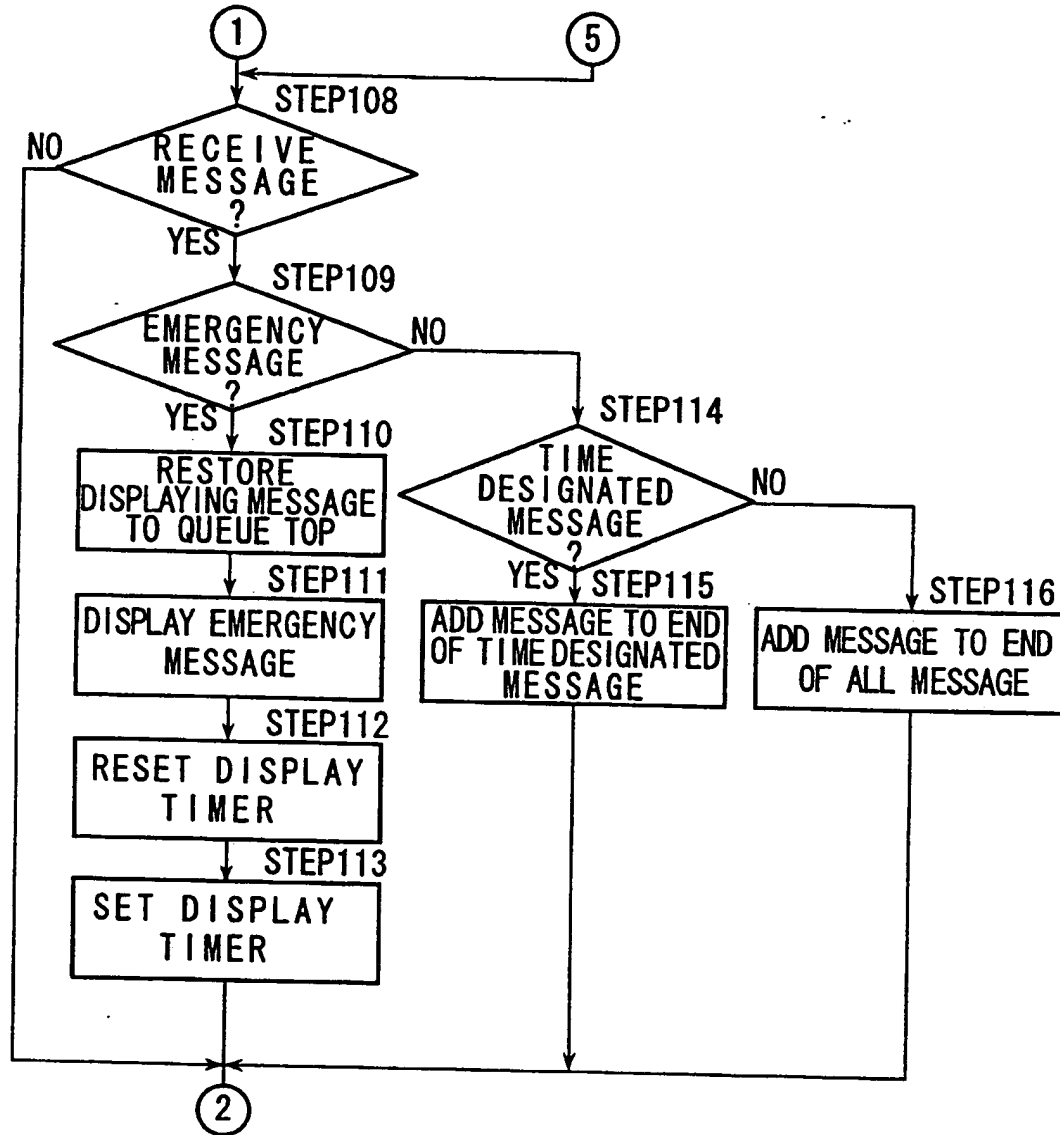 1
5
STEP108
NO
RECEIVE
MESSAGE
?
YES
STEP109
EMERGENCY
MESSAGE
?
NO
YES
STEP110
RESTORE
DISPLAYING MESSAGE
TO QUEUE TOP
STEP111
DISPLAY EMERGENCY
MESSAGE
STEP112
RESET DISPLAY
TIMER
STEP113
SET DISPLAY
TIMER
STEP114
TIME
DESIGNATED
MESSAGE
?
NO
YES
STEP115
ADD MESSAGE TO END
OF TIME DESIGNATED
MESSAGE
STEP116
ADD MESSAGE TO END
OF ALL MESSAGE
2